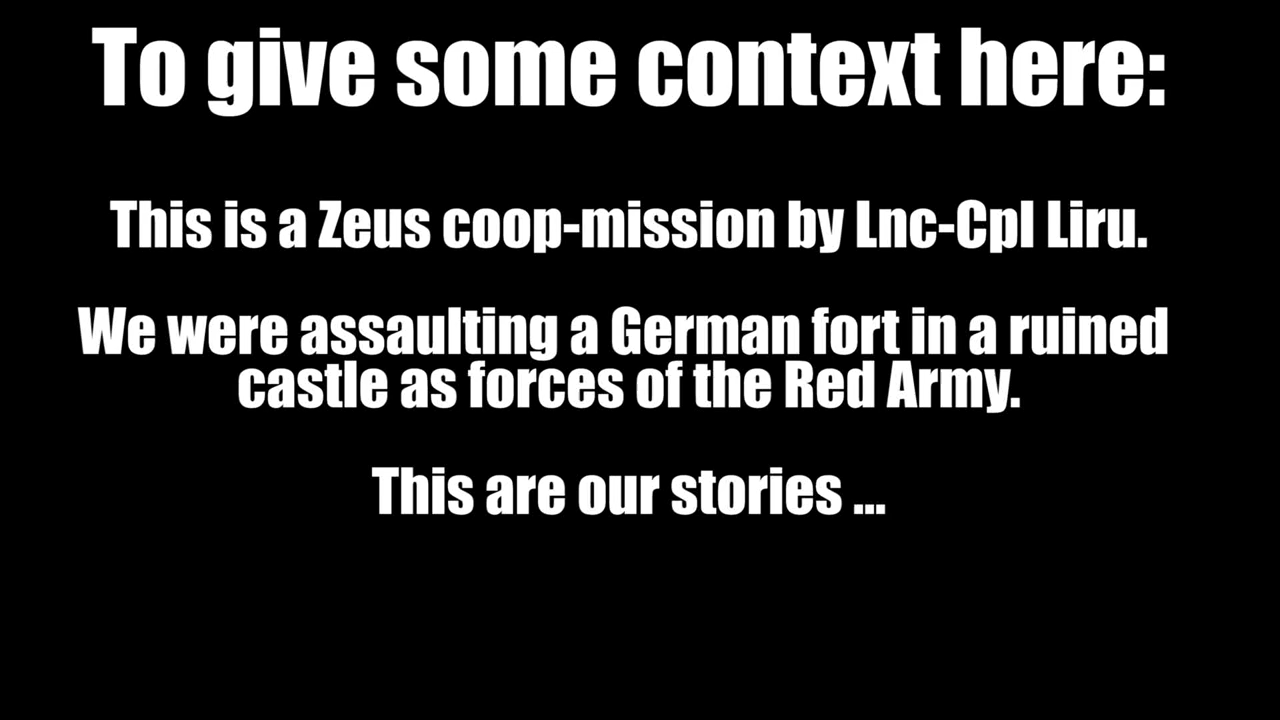 To give some context here:
This is a Zeus coop-mission by Lnc-Cpl Liru.
We were assaulting a German fort in a ruined
castle as forces of the Red Army.
This are our stories ...